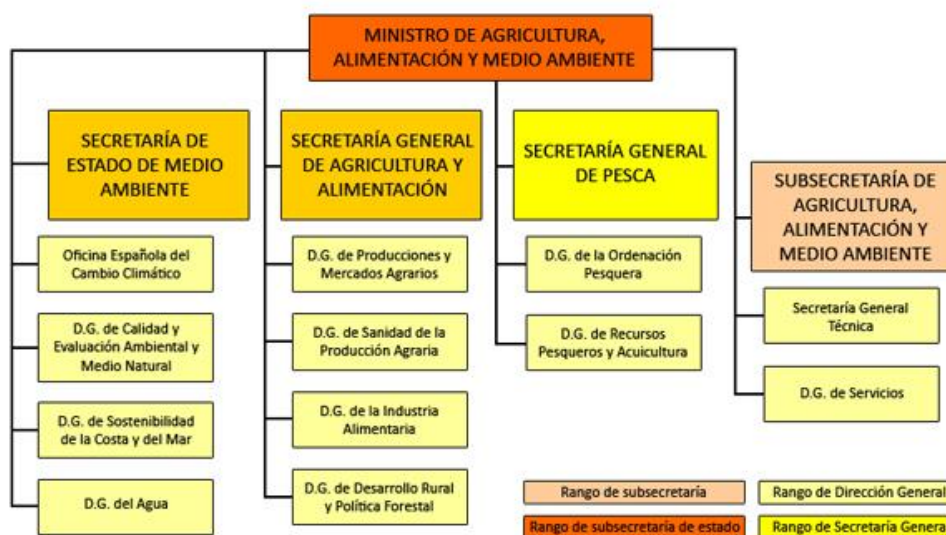 MINISTRO DE AGRICULTURA,
ALIMENTACIÓN Y MEDIO AMBIENTE
SECRETARÍA DE
ESTADO DE MEDIO
AMBIENTE
Oficina Española del
Cambio Climático
D.G. de Calidad y
Evaluación Ambiental y
Medio Natural
D.G. de Sostenibilidad
de la Costa y del Mar
D.G. del Agua
SECRETARÍA GENERAL
DE AGRICULTURA Y
ALIMENTACIÓN
D.G. de Producciones y
Mercados Agrarios
D.G. de Sanidad de la
Producción Agraria
D.G. de la Industria
Alimentaria
D.G. de Desarrollo Rural
y Política Forestal
SECRETARÍA GENERAL
DE PESCA
D.G. de la Ordenación
Pesquera
D.G. de Recursos
Pesqueros y Acuicultura
SUBSECRETARÍA DE
AGRICULTURA,
ALIMENTACIÓN Y
MEDIO AMBIENTE
Secretaría General
Técnica
D.G. de Servicios
Rango de subsecretaría
Rango de Dirección General
Rango de subsecretaría de estado
Rango de Secretaría General